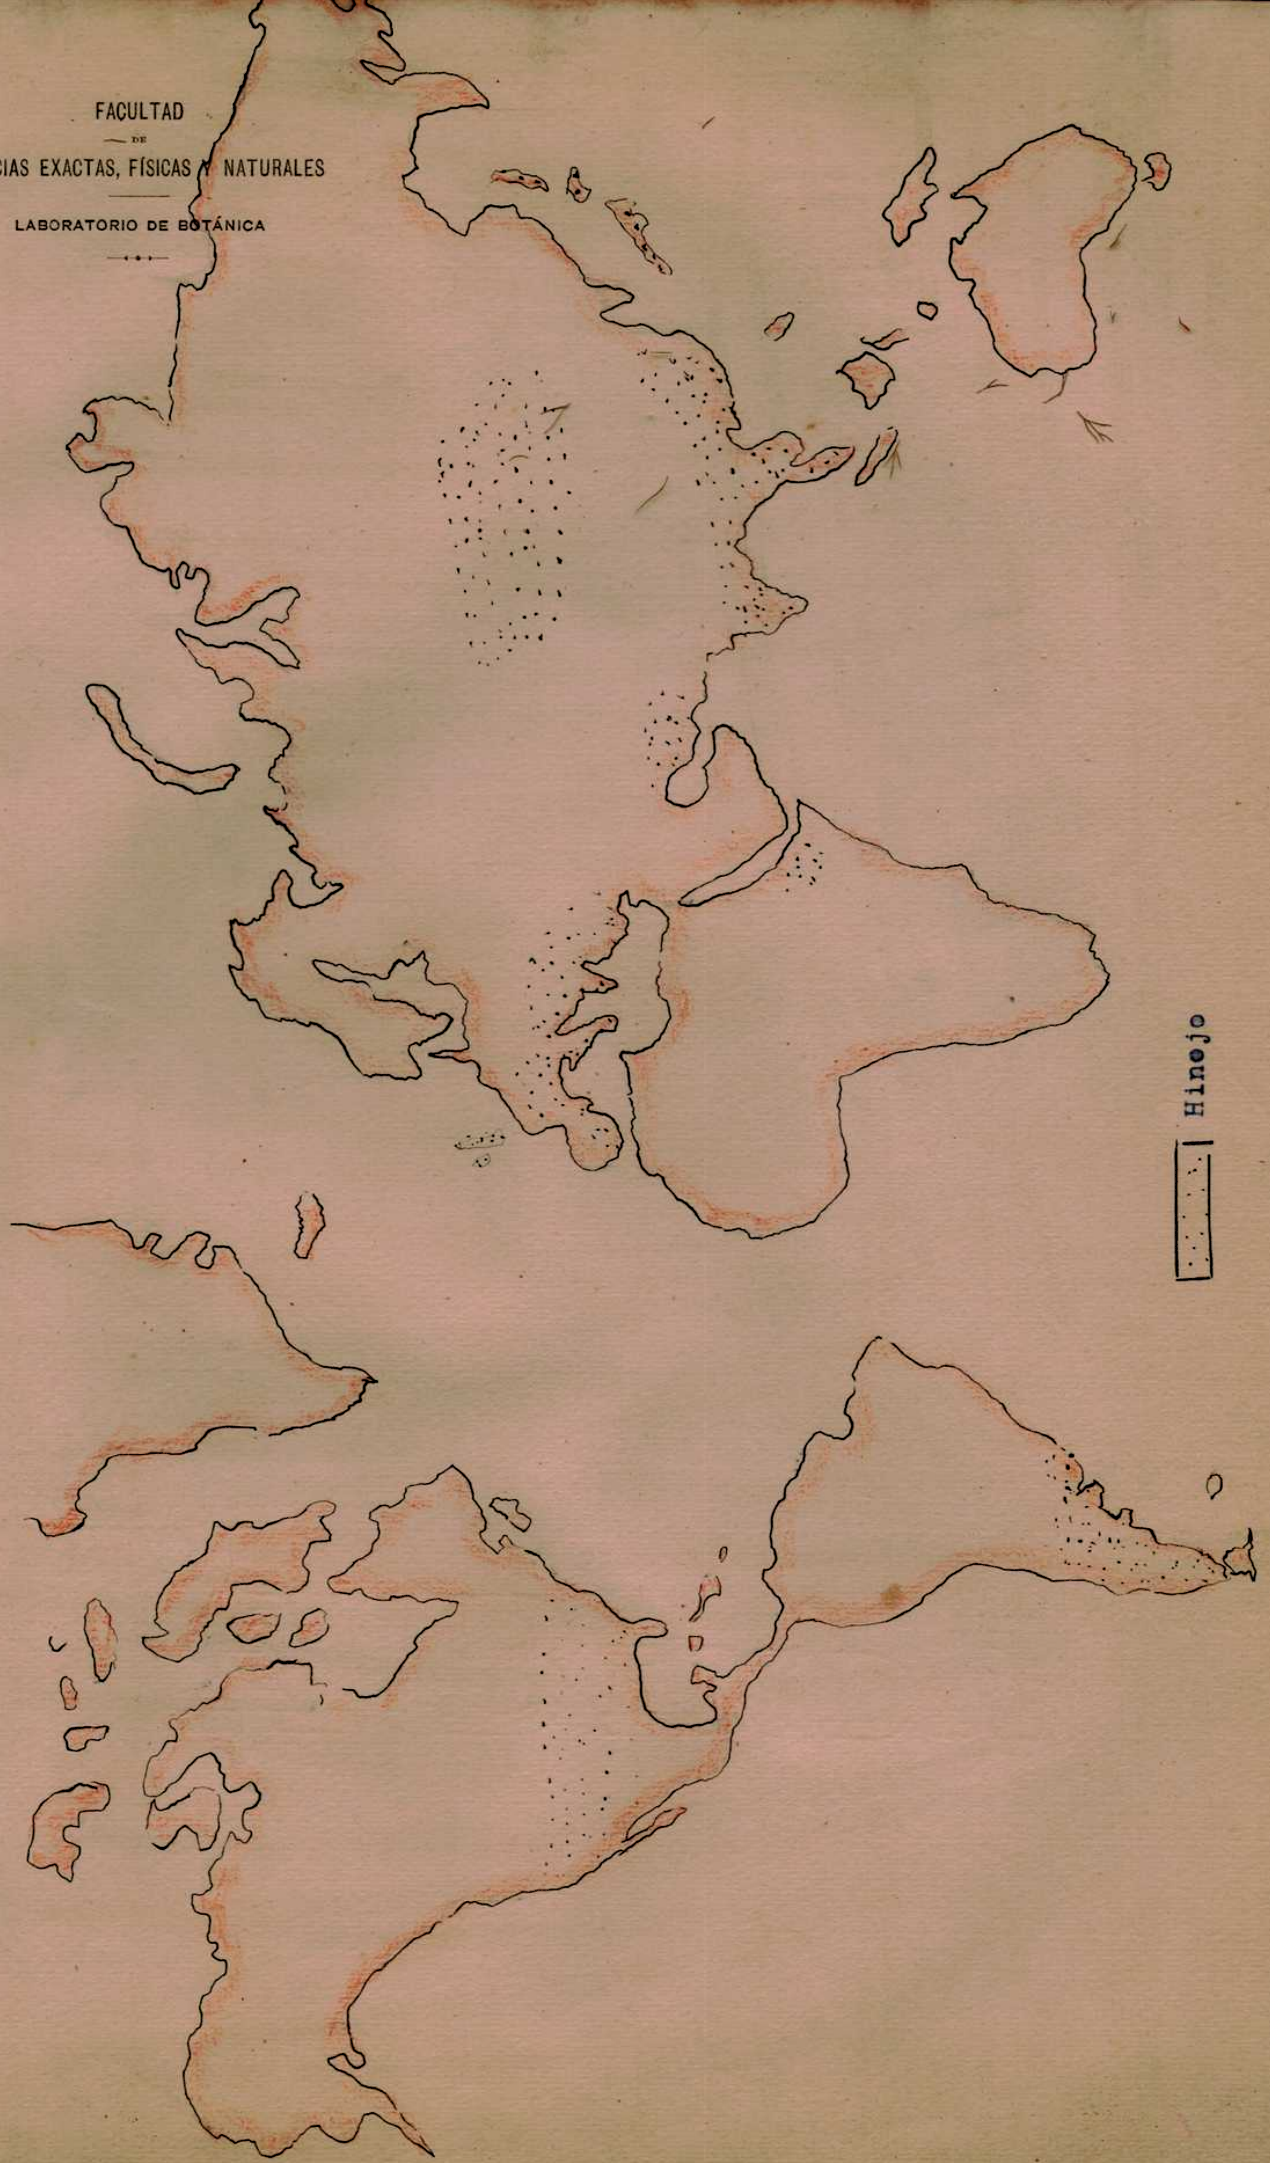 FACULTAD
DE
CIAS EXACTAS, FÍSICAS Y NATURALES
LABORATORIO DE BOTÁNICA
Hinojo